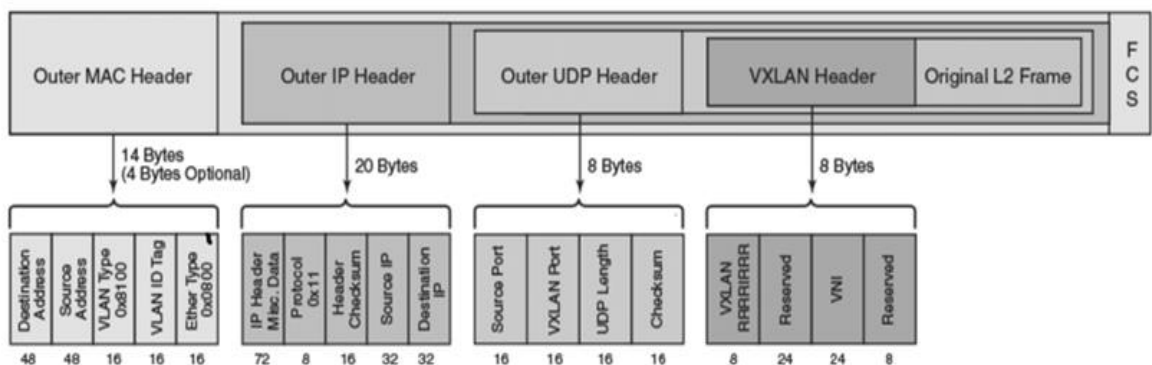 Outer MAC Header
Outer IP Header
Outer UDP Header
VXLAN Header
Original L2 Frame
F
C
S
14 Bytes
(4 Bytes Optional)
20 Bytes
8 Bytes
8 Bytes
Destination
Address
Source
Address
VLAN Type
0x8100
VLAN ID Tag
Ether Type
0x0800
IP Header
Misc. Data
Protocol
0x11
Header
Checksum
Source IP
Destination
IP
Source Port
VXLAN Port
UDP Length
Checksum
VXLAN
RRRRIRRR
Reserved
VNI
Reserved
48 48 16 16 16
72 8 16 32 32
16 16 16 16
8 24 24 8